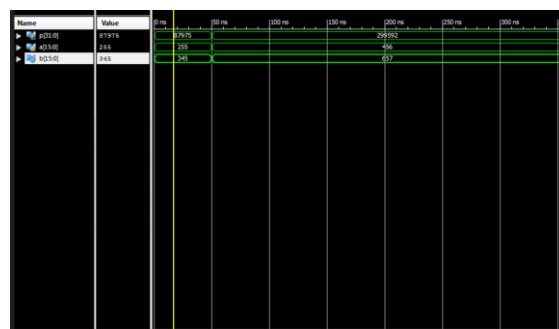 Name Value 0 ns 50 ns 100 ns 150 ns 200 ns 250 ns 300 ns
p[31:0] 87975 87975 299592
a[15:0] 255 255 456
b[15:0] 345 345 657